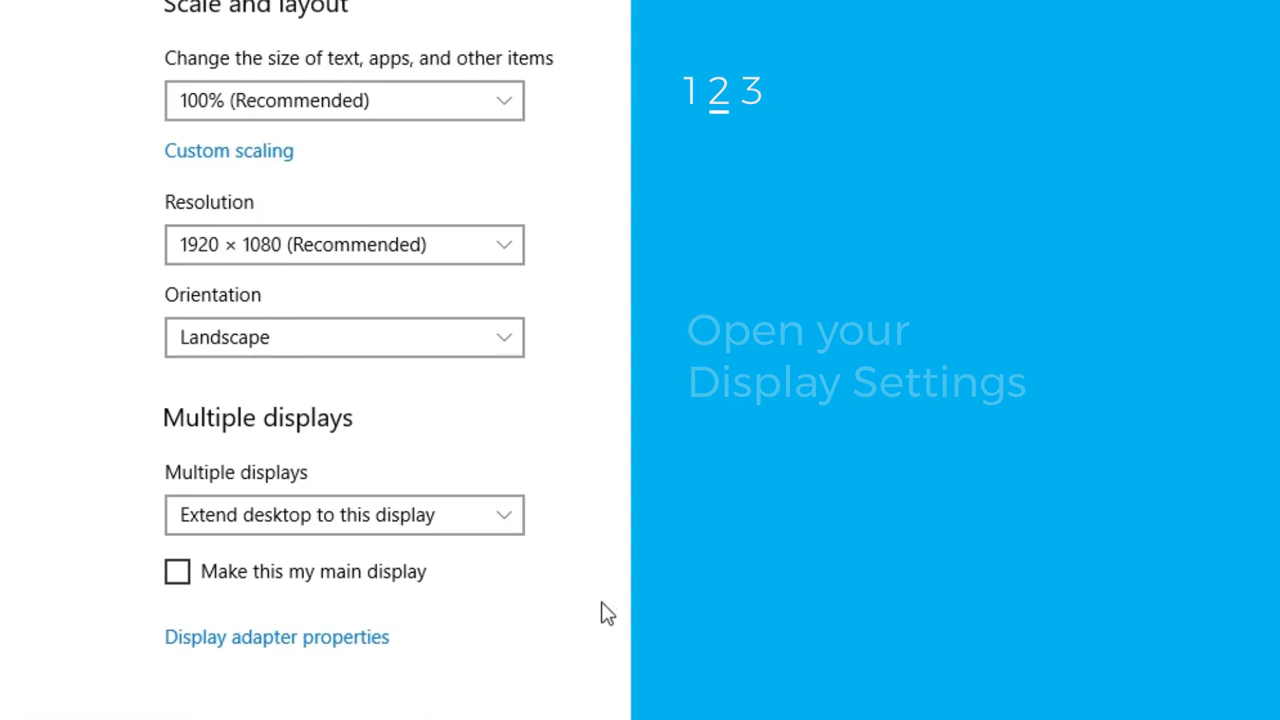 Scale and layout
Change the size of text, apps, and other items
100% (Recommended)
Custom scaling
Resolution
1920 × 1080 (Recommended)
Orientation
Landscape
Multiple displays
Multiple displays
Extend desktop to this display
Make this my main display
Display adapter properties
1 2 3
Open your
Display Settings